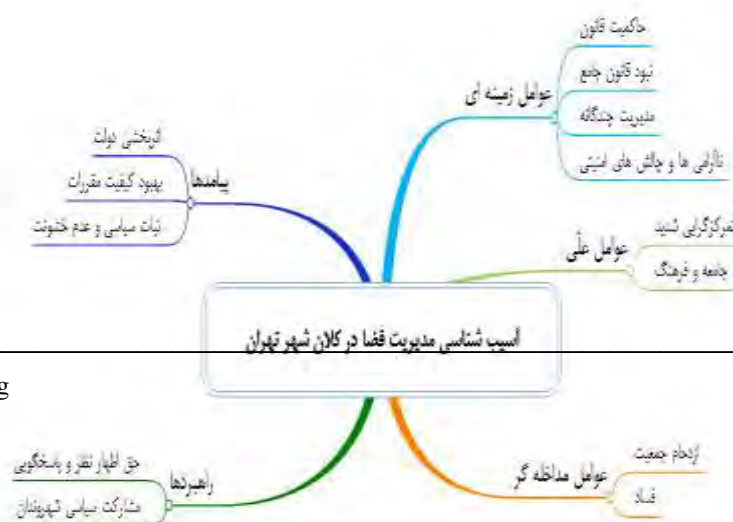 حاکمیت قانون
نبود قانون جامع
عوامل زمینه ای
مدیریت چندگانه
ناآرامی ها و چالش های امنیتی
تمرکزگرایی شدید
عوامل علّی
جامعه و فرهنگ
اثربخشی دولت
پیامدها
بهبود کیفیت مقررات
ثبات سیاسی و عدم خشونت
آسیب شناسی مدیریت فضا در کلان شهر تهران
g
ازدحام جمعیت
عوامل مداخله گر
فساد
حق اظهار نظر و پاسخگویی
راهبردها
مشارکت سیاسی شهروندان